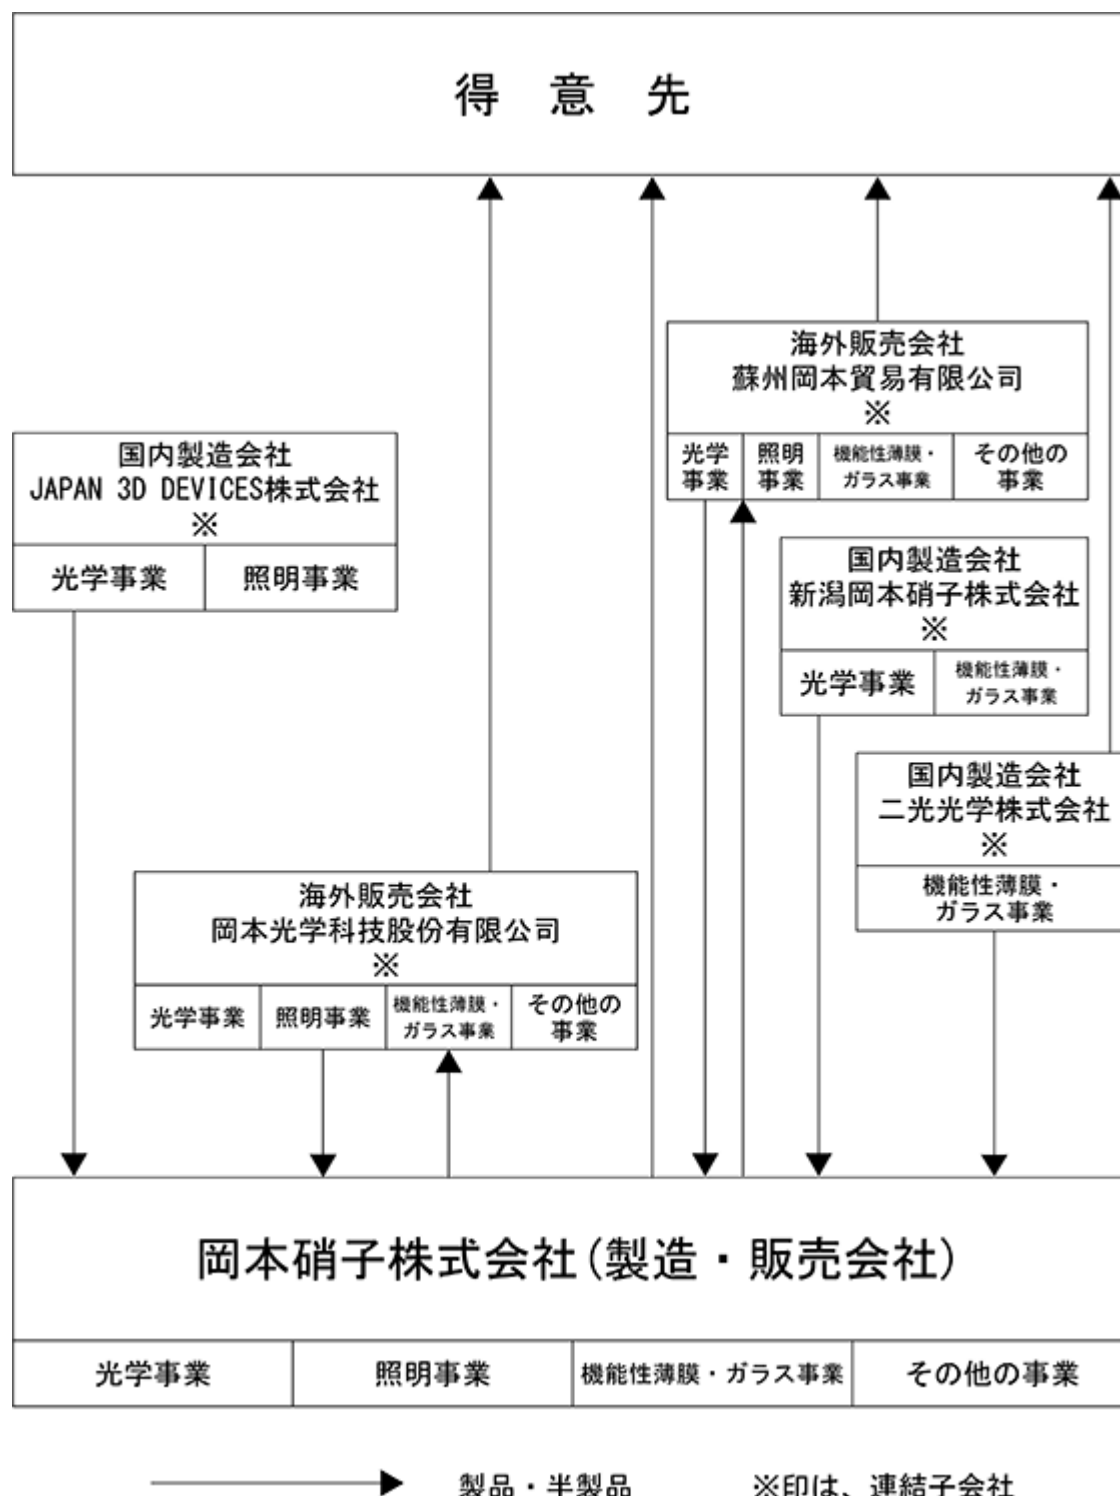 得 意 先
海外販売会社
蘇州岡本貿易有限公司
※
光学
事業
照明
事業
機能性薄膜・
ガラス事業
その他の
事業
国内製造会社
JAPAN 3D DEVICES株式会社
※
光学事業
照明事業
国内製造会社
新潟岡本硝子株式会社
※
光学事業
機能性薄膜・
ガラス事業
国内製造会社
二光光学株式会社
※
機能性薄膜・
ガラス事業
海外販売会社
岡本光学科技股份有限公司
※
光学事業
照明事業
機能性薄膜・
ガラス事業
その他の
事業
岡本硝子株式会社(製造・販売会社)
光学事業
照明事業
機能性薄膜・ガラス事業
その他の事業
製品・半製品
※印は、連結子会社